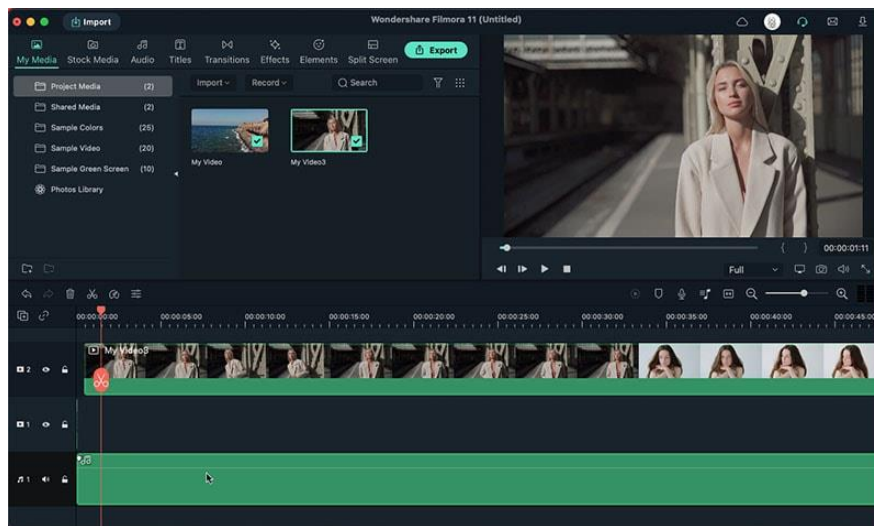 Import
Wondershare Filmora 11 (Untitled)
My Media Stock Media Audio Titles Transitions Effects Elements Split Screen Export
Project Media (2)
Import Record Search
Shared Media (2)
Sample Colors (25)
Sample Video (20)
Sample Green Screen (10)
Photos Library
My Video My Video3
00:00:01:11
Full
00:00:00:00 00:00:05:00 00:00:10:00 00:00:15:00 00:00:20:00 00:00:25:00 00:00:30:00 00:00:35:00 00:00:40:00 00:00:45:00
My Video3
2
1
1